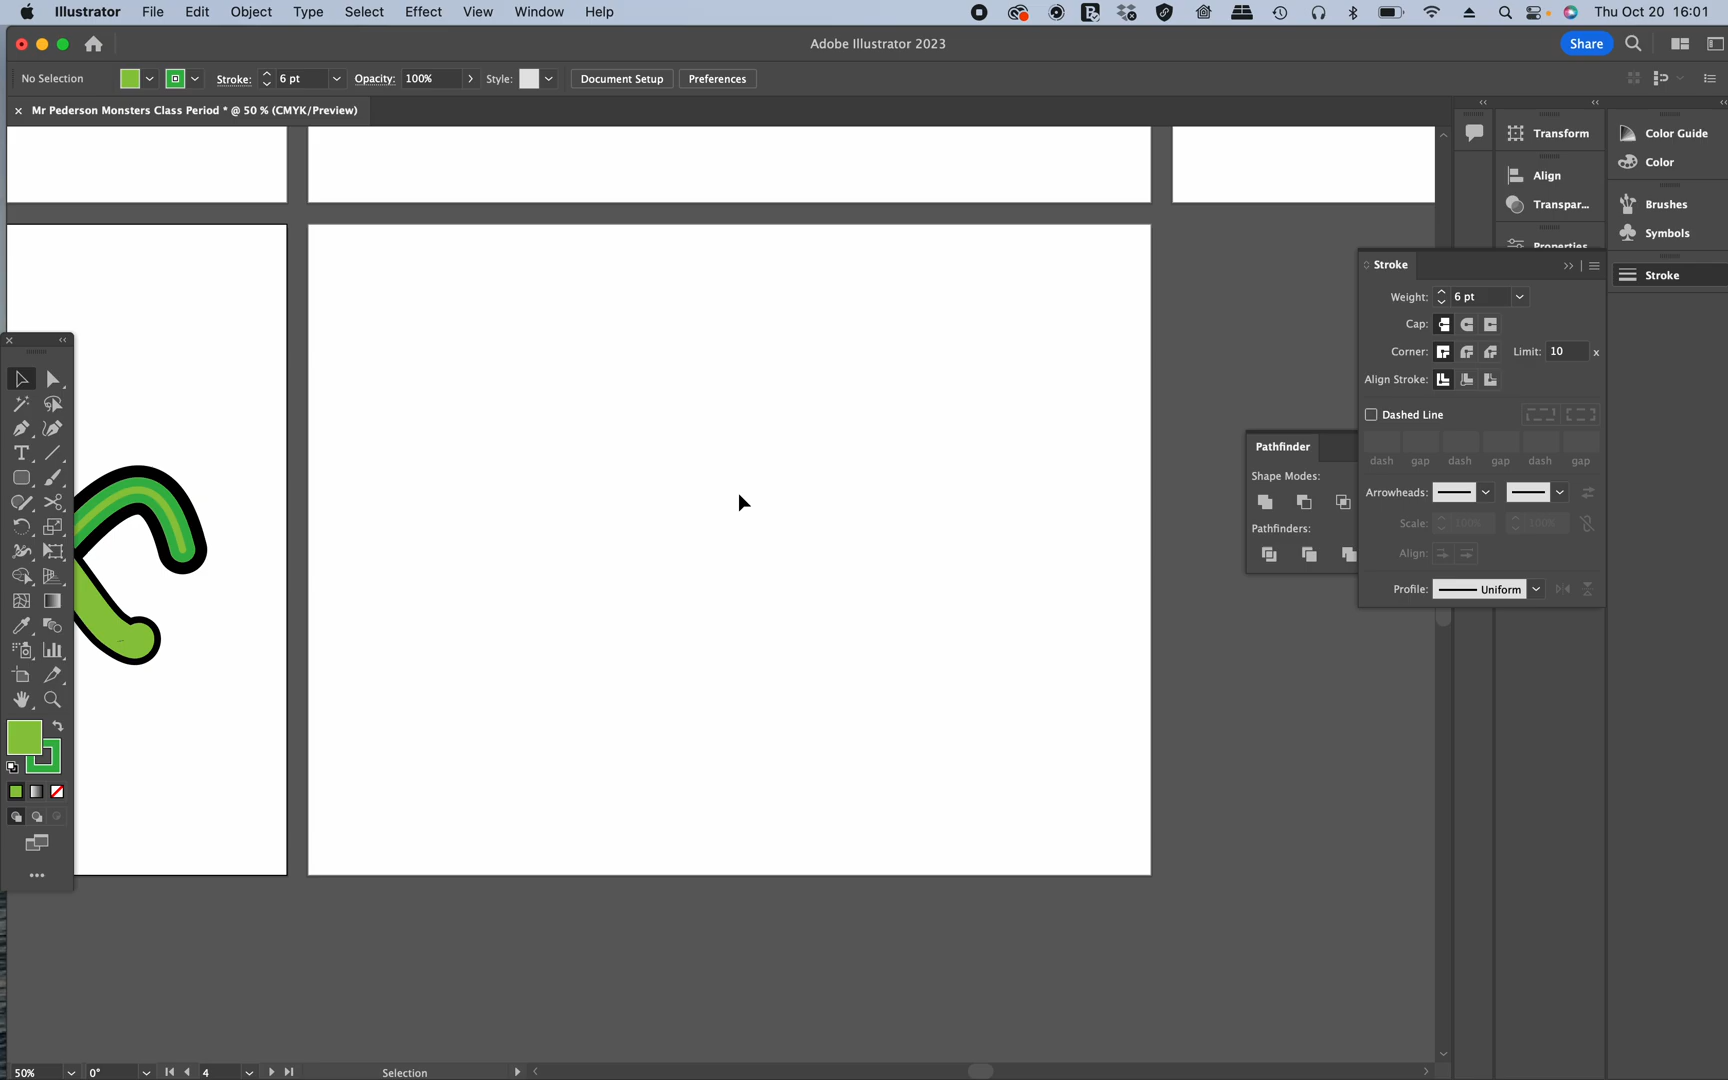 Illustrator File Edit Object Type Select Effect View Window Help Thu Oct 20 16:01
Adobe Illustrator 2023 Share
No Selection Stroke: 6 pt Opacity: 100% Style: Document Setup Preferences
× Mr Pederson Monsters Class Period * @ 50 % (CMYK/Preview)
Transform
Color Guide
Color
Align
Transpar...
Brushes
Symbols
Properties
Stroke
Stroke
Weight: 6 pt
Cap:
Corner: Limit: 10 x
Align Stroke:
Dashed Line
dash gap dash gap dash gap
Arrowheads:
Scale: 100% 100%
Align:
Profile: Uniform
Pathfinder
Shape Modes:
Pathfinders:
50% 0° 4 Selection